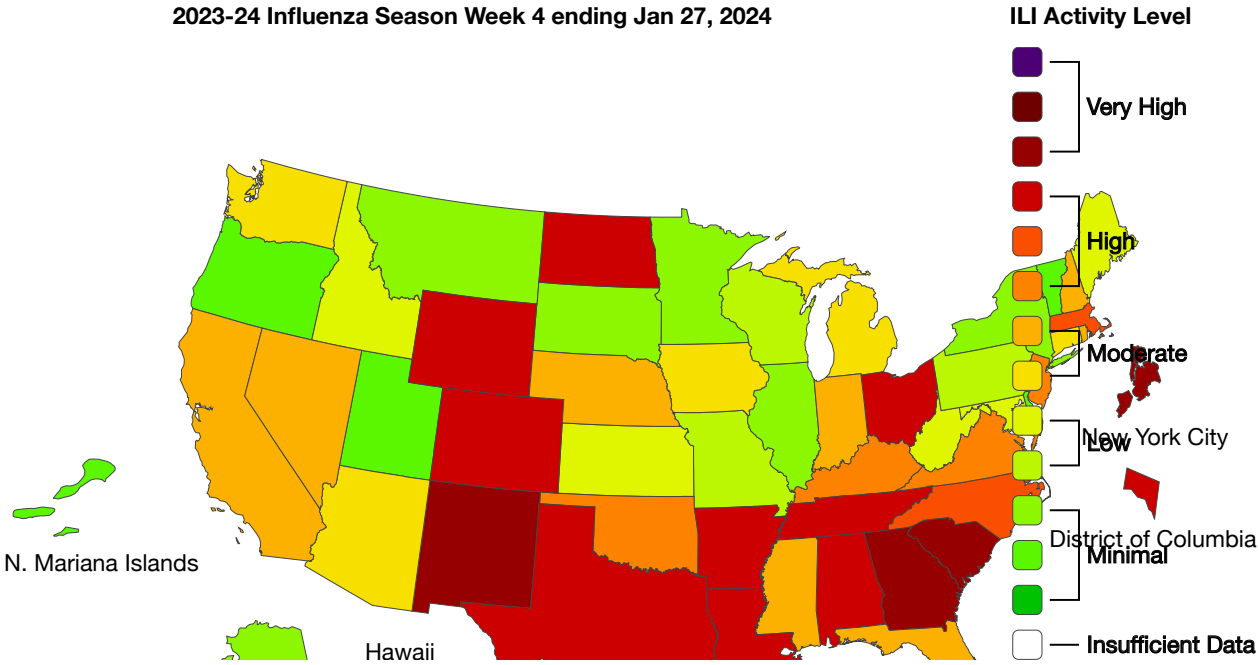 2023-24 Influenza Season Week 4 ending Jan 27, 2024
ILI Activity Level
Very High
High
Moderate
New York City
Low
District of Columbia
Minimal
N. Mariana Islands
Hawaii
Insufficient Data